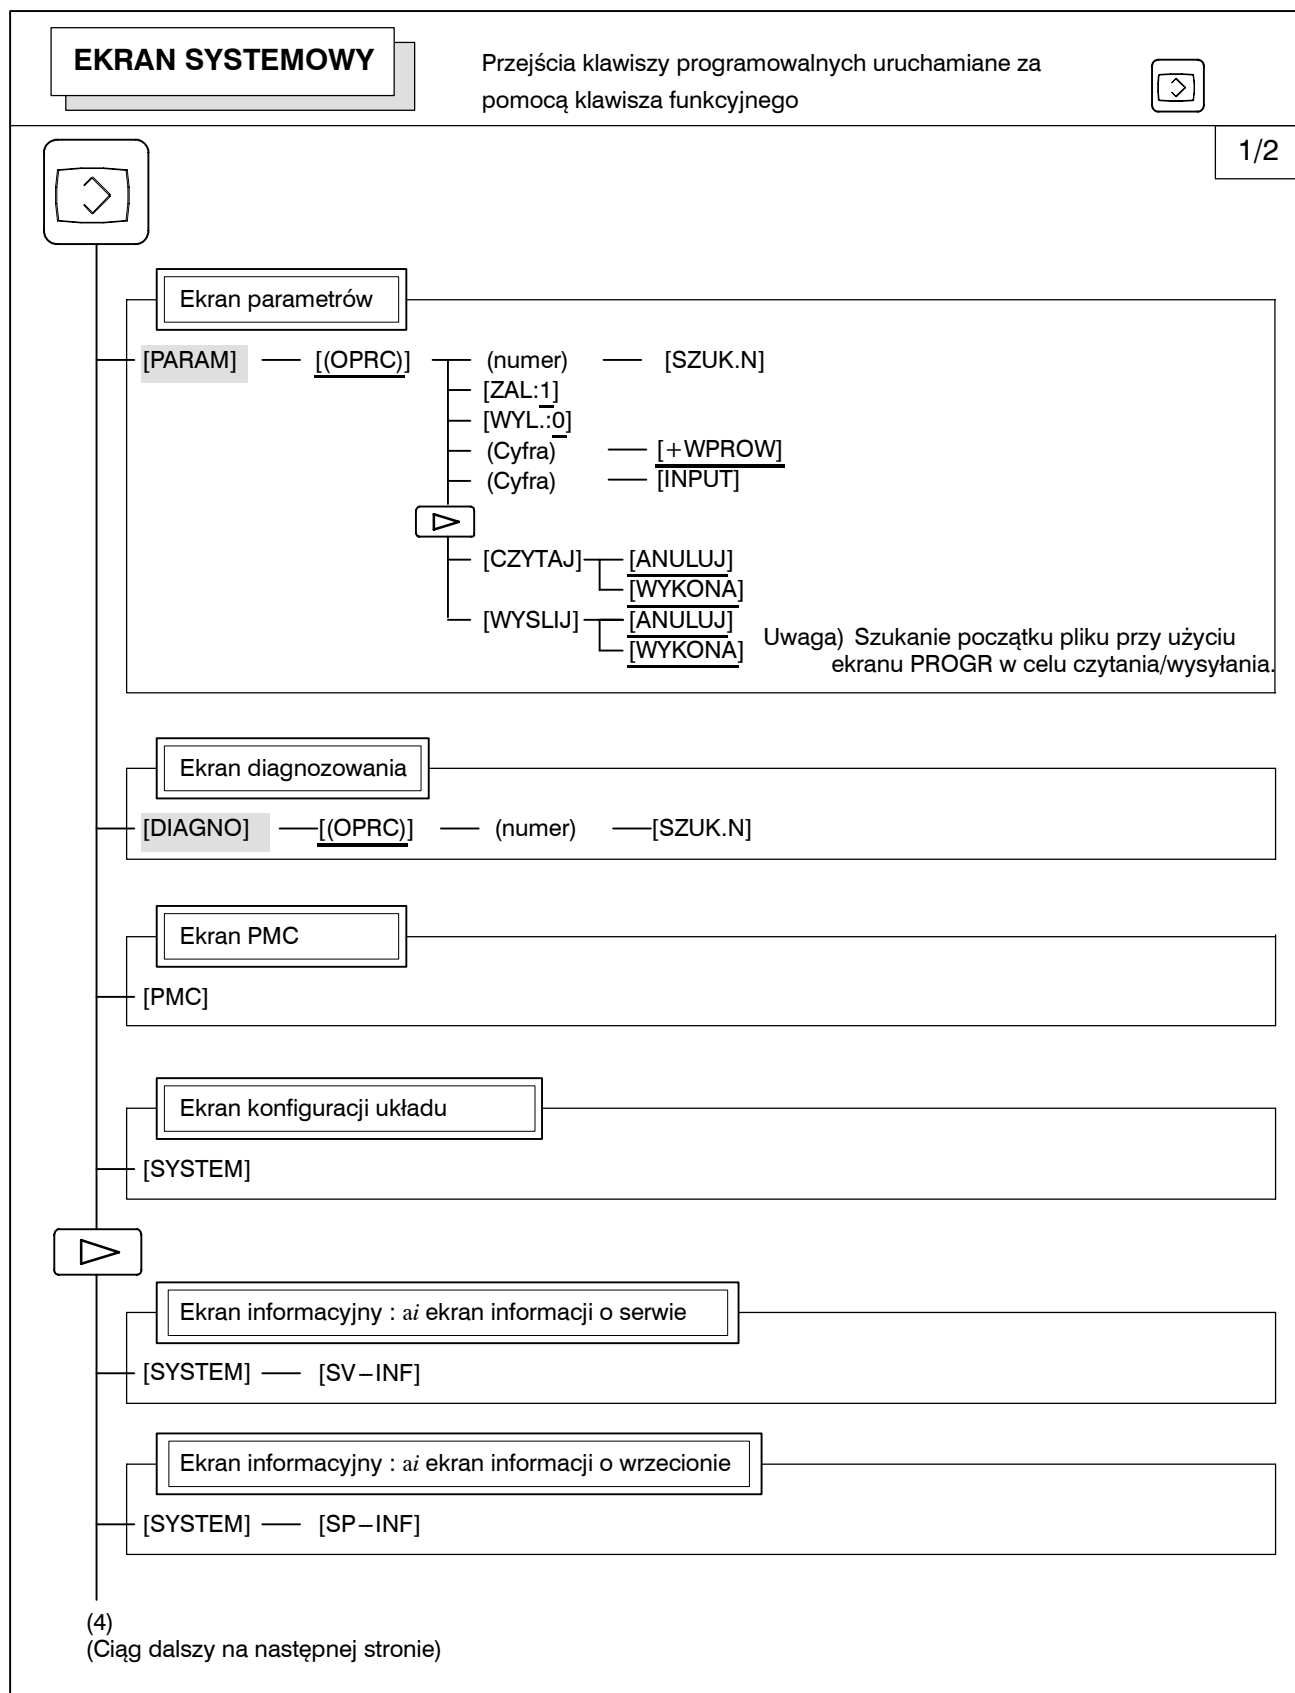 EKRAN SYSTEMOWY
Przejścia klawiszy programowalnych uruchamiane za
pomocą klawisza funkcyjnego
1/2
Ekran parametrów
[PARAM] [(OPRC)] (numer) [SZUK.N]
[ZAL:1]
[WYL.:0]
(Cyfra) [+WPROW]
(Cyfra) [INPUT]
[CZYTAJ] [ANULUJ]
[WYKONA]
[WYSLIJ] [ANULUJ]
[WYKONA]
Uwaga) Szukanie początku pliku przy użyciu
ekranu PROGR w celu czytania/wysyłania.
Ekran diagnozowania
[DIAGNO] [(OPRC)] (numer) [SZUK.N]
Ekran PMC
[PMC]
Ekran konfiguracji układu
[SYSTEM]
Ekran informacyjny : ai ekran informacji o serwie
[SYSTEM] [SV−INF]
Ekran informacyjny : ai ekran informacji o wrzecionie
[SYSTEM] [SP−INF]
(4)
(Ciąg dalszy na następnej stronie)